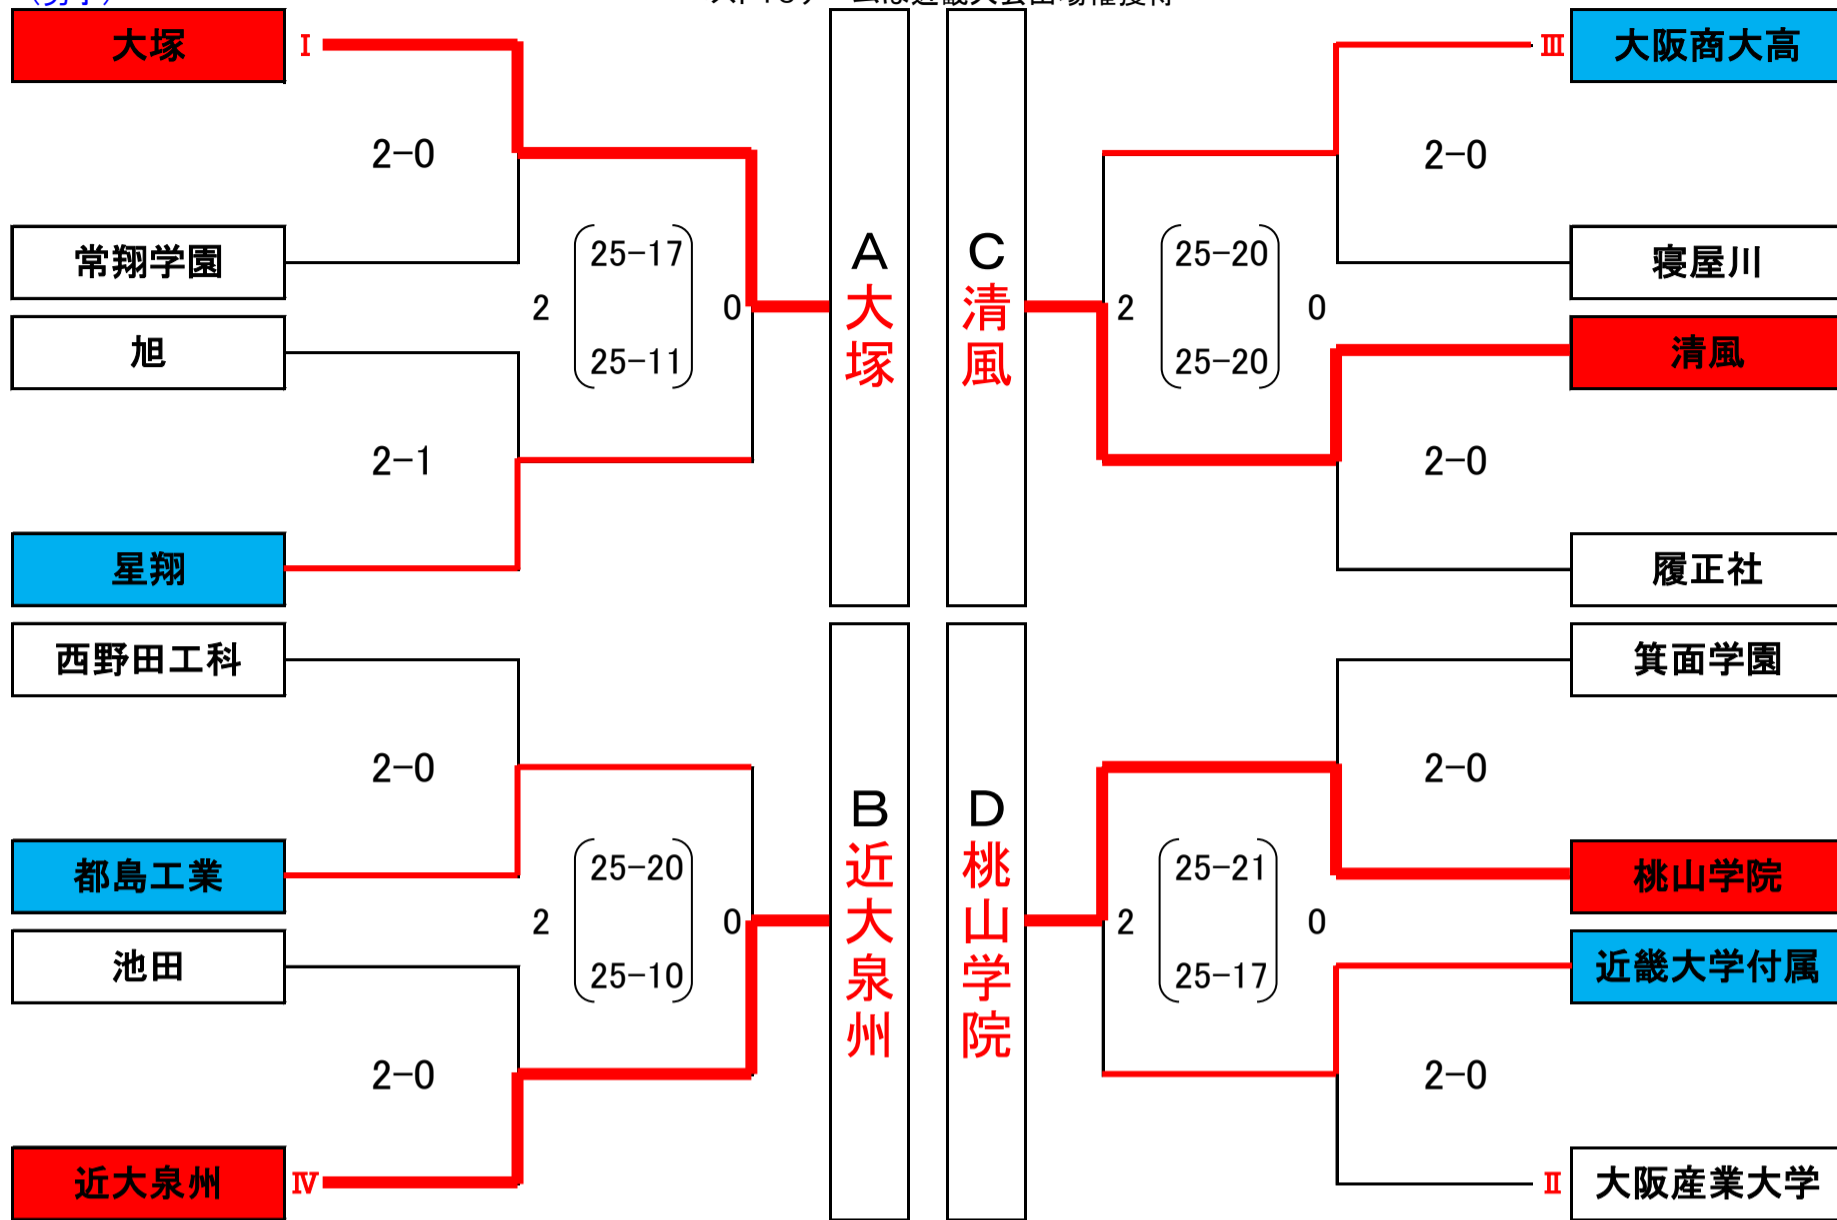 大塚
Ⅰ
2-0
常翔学園
旭
2-1
星翔
25-17
2
0
25-11
A
大塚
西野田工科
2-0
都島工業
池田
2-0
近大泉州
Ⅳ
25-20
2
0
25-10
B
近大泉州
C
清風
2
25-20
0
25-20
Ⅲ
大阪商大高
2-0
寝屋川
清風
2-0
履正社
D
桃山学院
2
25-21
0
25-17
箕面学園
2-0
桃山学院
近畿大学付属
2-0
Ⅱ
大阪産業大学